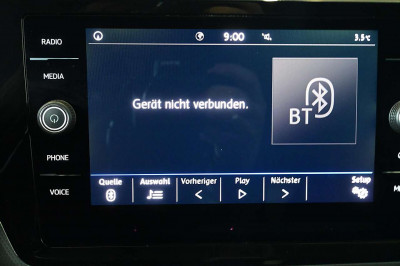 RADIO
9:00
3.5°C
MEDIA
Gerät nicht verbunden.
BT
PHONE
VOICE
Quelle Auswahl Vorheriger Play Nächster Setup